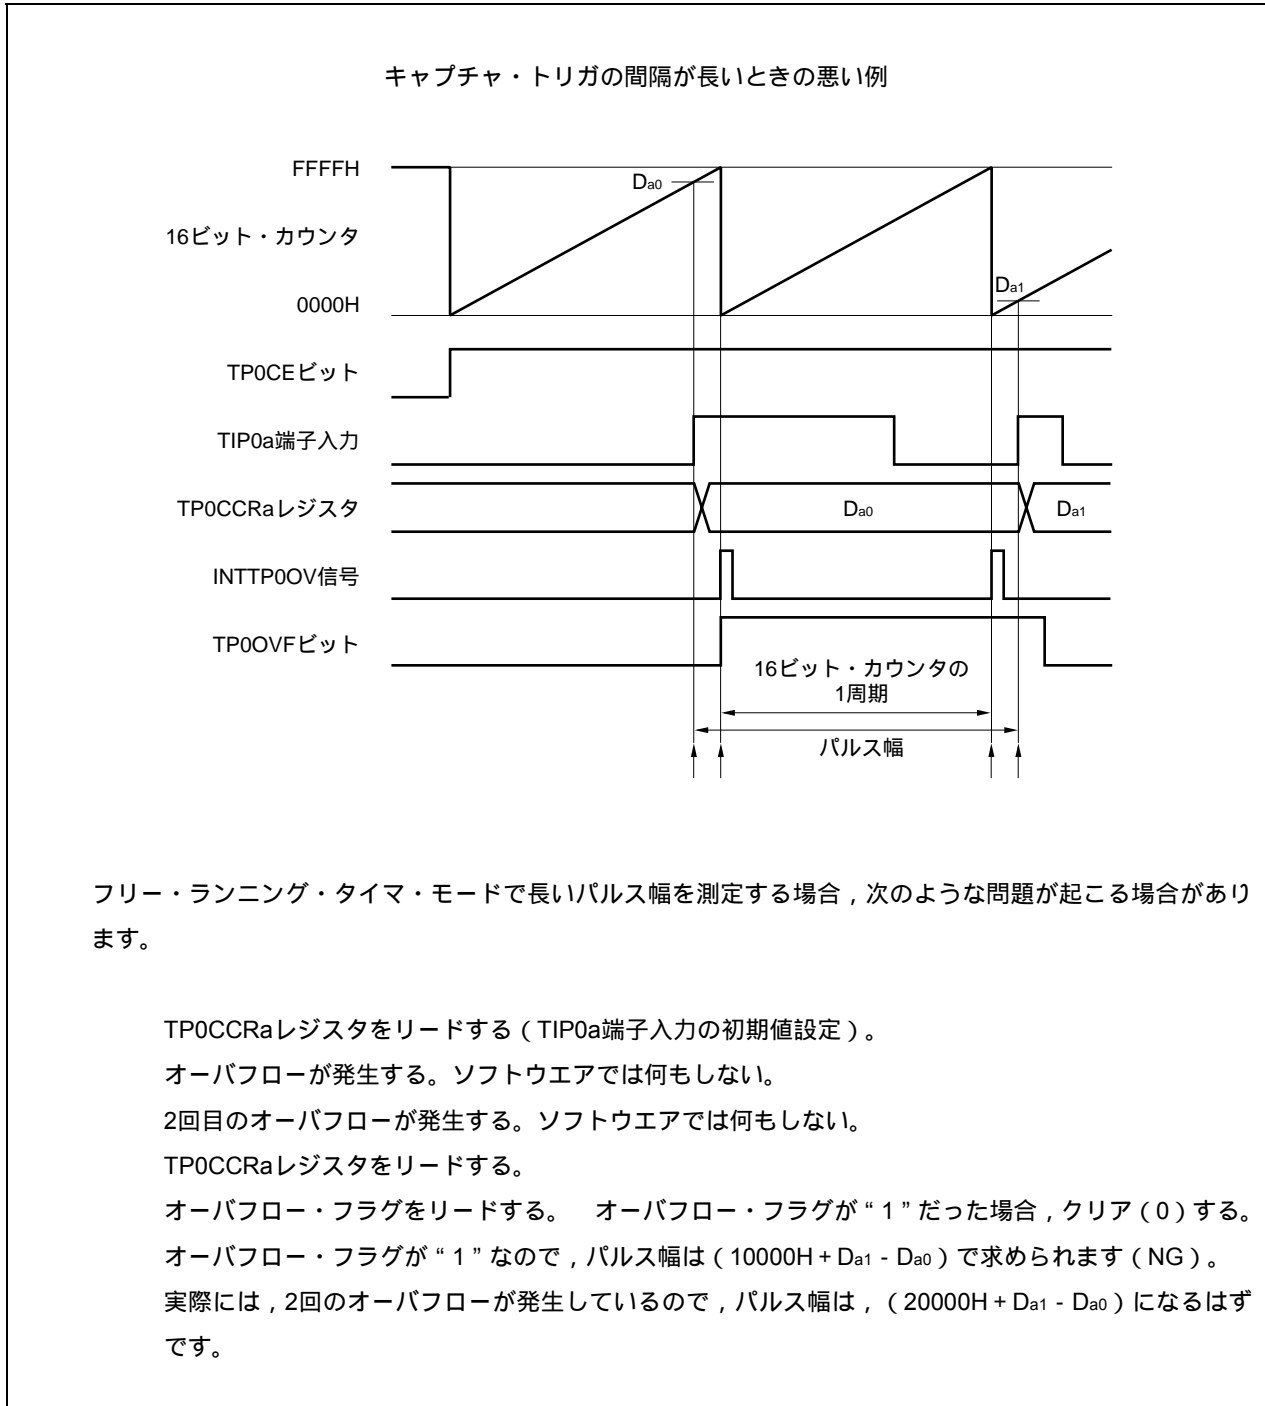 キャプチャ・トリガの間隔が長いときの悪い例
FFFFH
Da0
16ビット・カウンタ
Da1
0000H
TP0CEビット
TIP0a端子入力
TP0CCRaレジスタ
Da0
Da1
INTTP0OV信号
TP0OVFビット
16ビット・カウンタの
1周期
パルス幅
フリー・ランニング・タイマ・モードで長いパルス幅を測定する場合，次のような問題が起こる場合があり
ます。
TP0CCRaレジスタをリードする（TIP0a端子入力の初期値設定）。
オーバフローが発生する。ソフトウエアでは何もしない。
2回目のオーバフローが発生する。ソフトウエアでは何もしない。
TP0CCRaレジスタをリードする。
オーバフロー・フラグをリードする。　オーバフロー・フラグが“1”だった場合，クリア（0）する。
オーバフロー・フラグが“1”なので，パルス幅は（10000H + Da1 - Da0）で求められます（NG）。
実際には，2回のオーバフローが発生しているので，パルス幅は，（20000H + Da1 - Da0）になるはず
です。